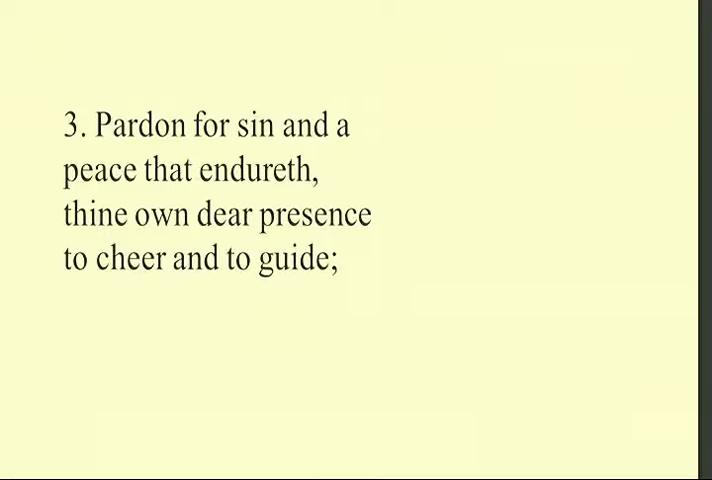 3. Pardon for sin and a
peace that endureth,
thine own dear presence
to cheer and to guide;